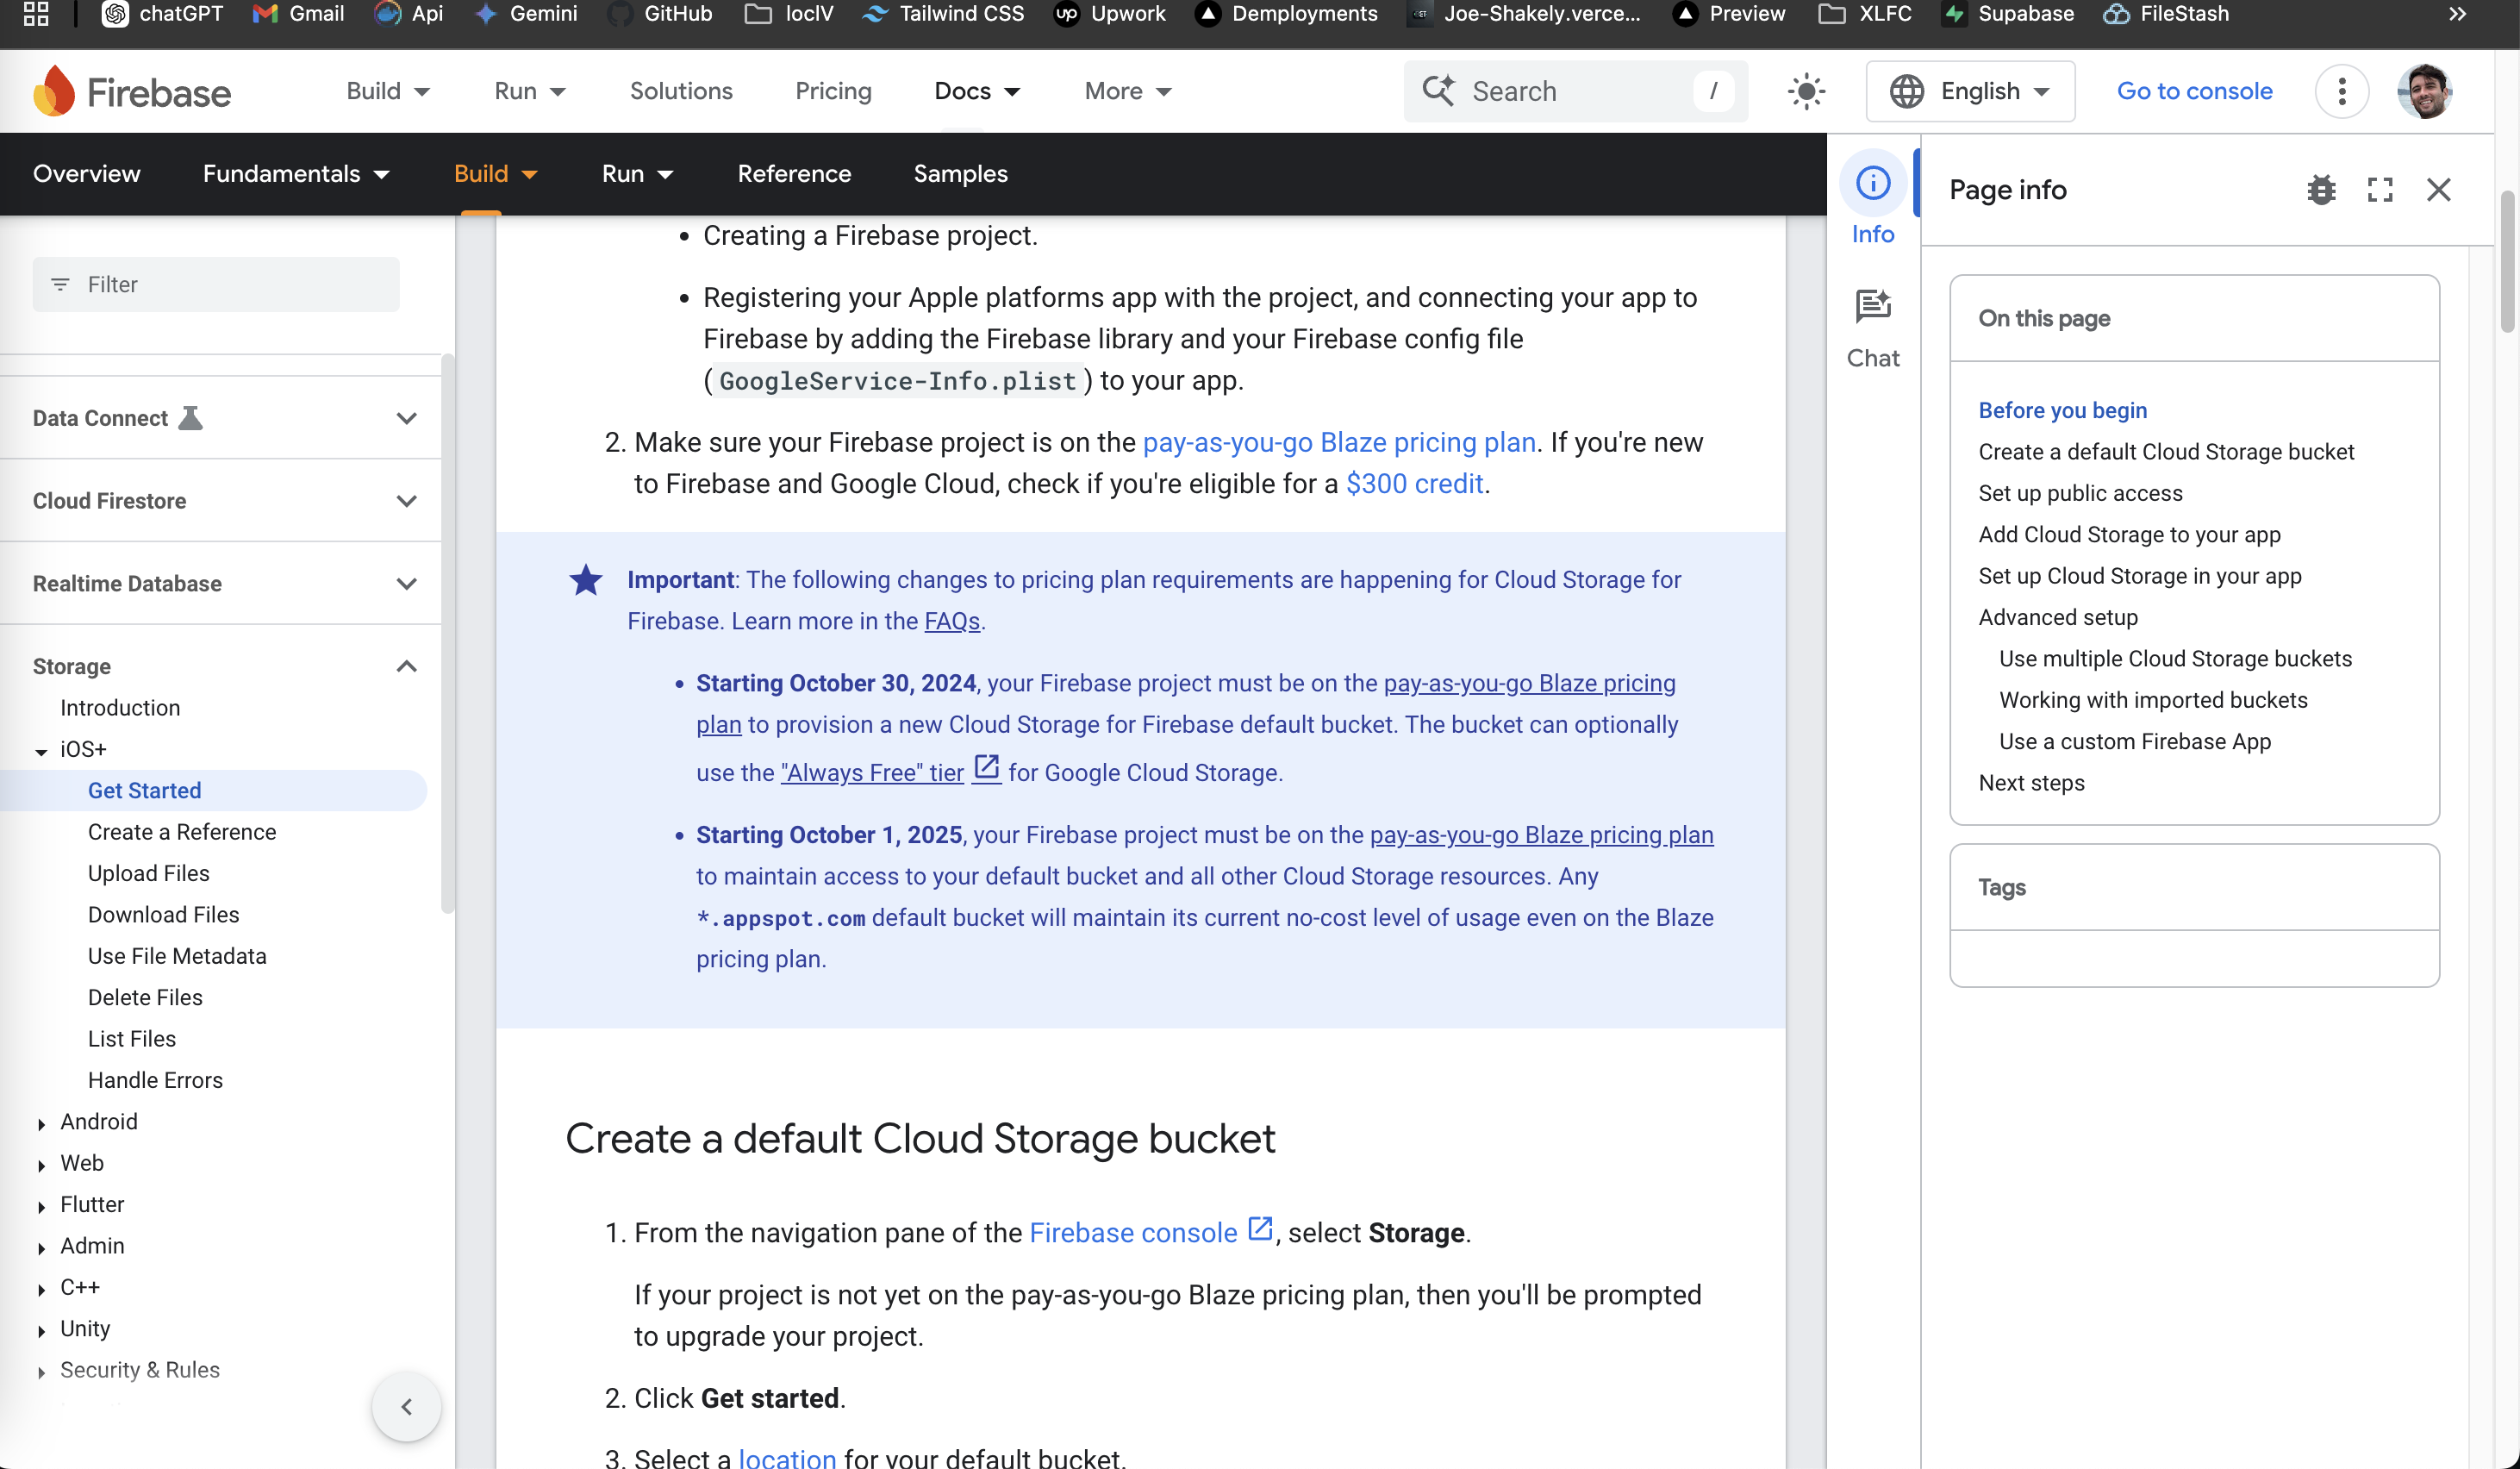 chatGPT Gmail Api Gemini GitHub loclV Tailwind CSS Upwork Demployments Joe-Shakely.verce... Preview XLFC Supabase FileStash
Firebase Build Run Solutions Pricing Docs More Search / English Go to console
Overview Fundamentals Build Run Reference Samples
Filter
Data Connect
Cloud Firestore
Realtime Database
Storage
Introduction
iOS+
Get Started
Create a Reference
Upload Files
Download Files
Use File Metadata
Delete Files
List Files
Handle Errors
Android
Web
Flutter
Admin
C++
Unity
Security & Rules
• Creating a Firebase project.
• Registering your Apple platforms app with the project, and connecting your app to
Firebase by adding the Firebase library and your Firebase config file
(GoogleService-Info.plist) to your app.
2. Make sure your Firebase project is on the pay-as-you-go Blaze pricing plan. If you're new
to Firebase and Google Cloud, check if you're eligible for a $300 credit.
Important: The following changes to pricing plan requirements are happening for Cloud Storage for
Firebase. Learn more in the FAQs.
• Starting October 30, 2024, your Firebase project must be on the pay-as-you-go Blaze pricing
plan to provision a new Cloud Storage for Firebase default bucket. The bucket can optionally
use the "Always Free" tier for Google Cloud Storage.
• Starting October 1, 2025, your Firebase project must be on the pay-as-you-go Blaze pricing plan
to maintain access to your default bucket and all other Cloud Storage resources. Any
*.appspot.com default bucket will maintain its current no-cost level of usage even on the Blaze
pricing plan.
Create a default Cloud Storage bucket
1. From the navigation pane of the Firebase console, select Storage.
If your project is not yet on the pay-as-you-go Blaze pricing plan, then you'll be prompted
to upgrade your project.
2. Click Get started.
3. Select a location for your default bucket.
Info
Chat
Page info
On this page
Before you begin
Create a default Cloud Storage bucket
Set up public access
Add Cloud Storage to your app
Set up Cloud Storage in your app
Advanced setup
Use multiple Cloud Storage buckets
Working with imported buckets
Use a custom Firebase App
Next steps
Tags